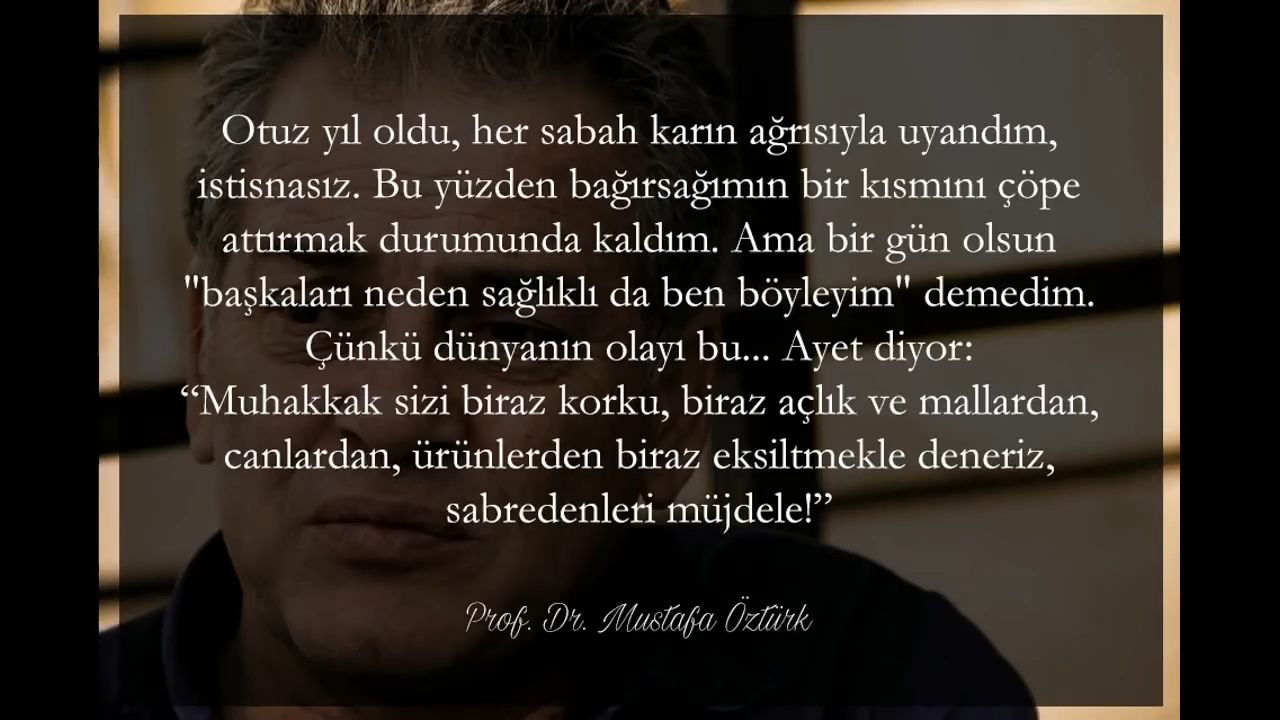 Otuz yıl oldu, her sabah karın ağrısıyla uyandım,
istisnasız. Bu yüzden bağırsağımın bir kısmını çöpe
attırmak durumunda kaldım. Ama bir gün olsun
"başkaları neden sağlıklı da ben böyleyim" demedim.
Çünkü dünyanın olayı bu... Ayet diyor:
“Muhakkak sizi biraz korku, biraz açlık ve mallardan,
canlardan, ürünlerden biraz eksiltmekle deneriz,
sabredenleri müjdele!”
Prof. Dr. Mustafa Öztürk